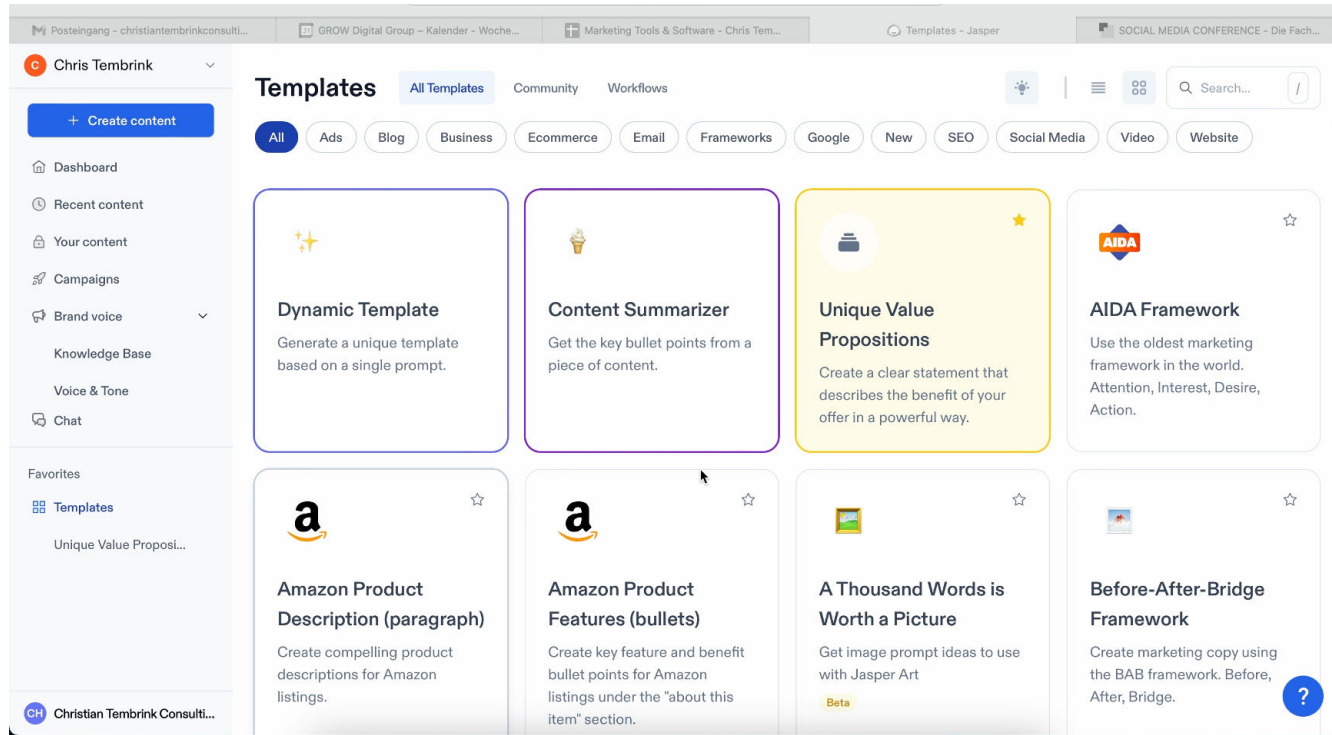 Posteingang - christiantembrinkconsulti...
31 GROW Digital Group – Kalender - Woche...
Marketing Tools & Software - Chris Tem...
Templates - Jasper
SOCIAL MEDIA CONFERENCE - Die Fach...
C Chris Tembrink
+ Create content
Dashboard
Recent content
Your content
Campaigns
Brand voice
Knowledge Base
Voice & Tone
Chat
Favorites
Templates
Unique Value Proposi...
CH Christian Tembrink Consulti...
Templates All Templates Community Workflows Search... /
All Ads Blog Business Ecommerce Email Frameworks Google New SEO Social Media Video Website
Dynamic Template
Generate a unique template
based on a single prompt.
Content Summarizer
Get the key bullet points from a
piece of content.
Unique Value
Propositions
Create a clear statement that
describes the benefit of your
offer in a powerful way.
AIDA
AIDA Framework
Use the oldest marketing
framework in the world.
Attention, Interest, Desire,
Action.
a
Amazon Product
Description (paragraph)
Create compelling product
descriptions for Amazon
listings.
a
Amazon Product
Features (bullets)
Create key feature and benefit
bullet points for Amazon
listings under the "about this
item" section.
A Thousand Words is
Worth a Picture
Get image prompt ideas to use
with Jasper Art
Beta
Before-After-Bridge
Framework
Create marketing copy using
the BAB framework. Before,
After, Bridge.
?